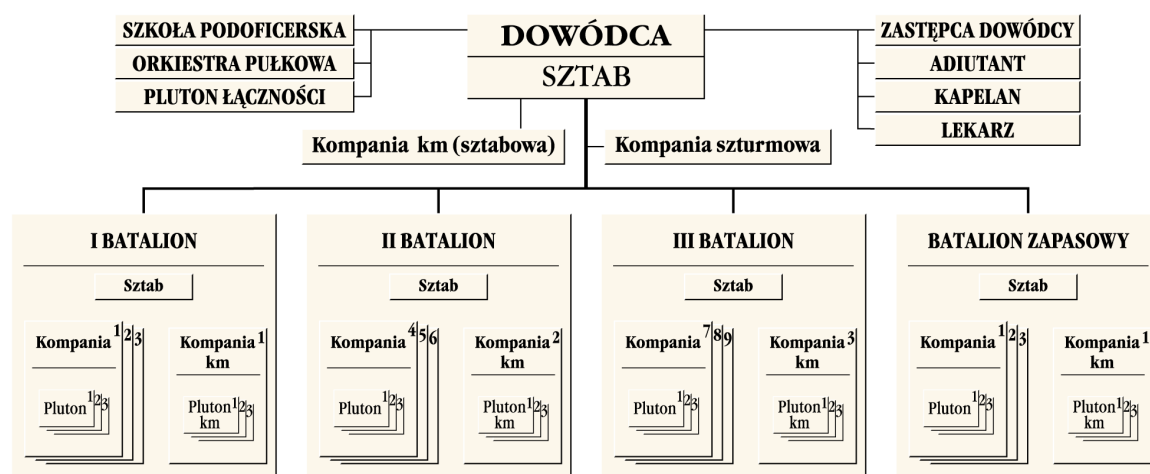 SZKOŁA PODOFICERSKA
ORKIESTRA PUŁKOWA
PLUTON ŁĄCZNOŚCI
DOWÓDCA
SZTAB
ZASTĘPCA DOWÓDCY
ADIUTANT
KAPELAN
LEKARZ
Kompania km (sztabowa)
Kompania szturmowa
I BATALION
Sztab
Kompania 1 2 3
Pluton 1 2 3
Kompania 1
km
Pluton 1 2 3
km
II BATALION
Sztab
Kompania 4 5 6
Pluton 1 2 3
Kompania 2
km
Pluton 1 2 3
km
III BATALION
Sztab
Kompania 7 8 9
Pluton 1 2 3
Kompania 3
km
Pluton 1 2 3
km
BATALION ZAPASOWY
Sztab
Kompania 1 2 3
Pluton 1 2 3
Kompania 1
km
Pluton 1 2 3
km